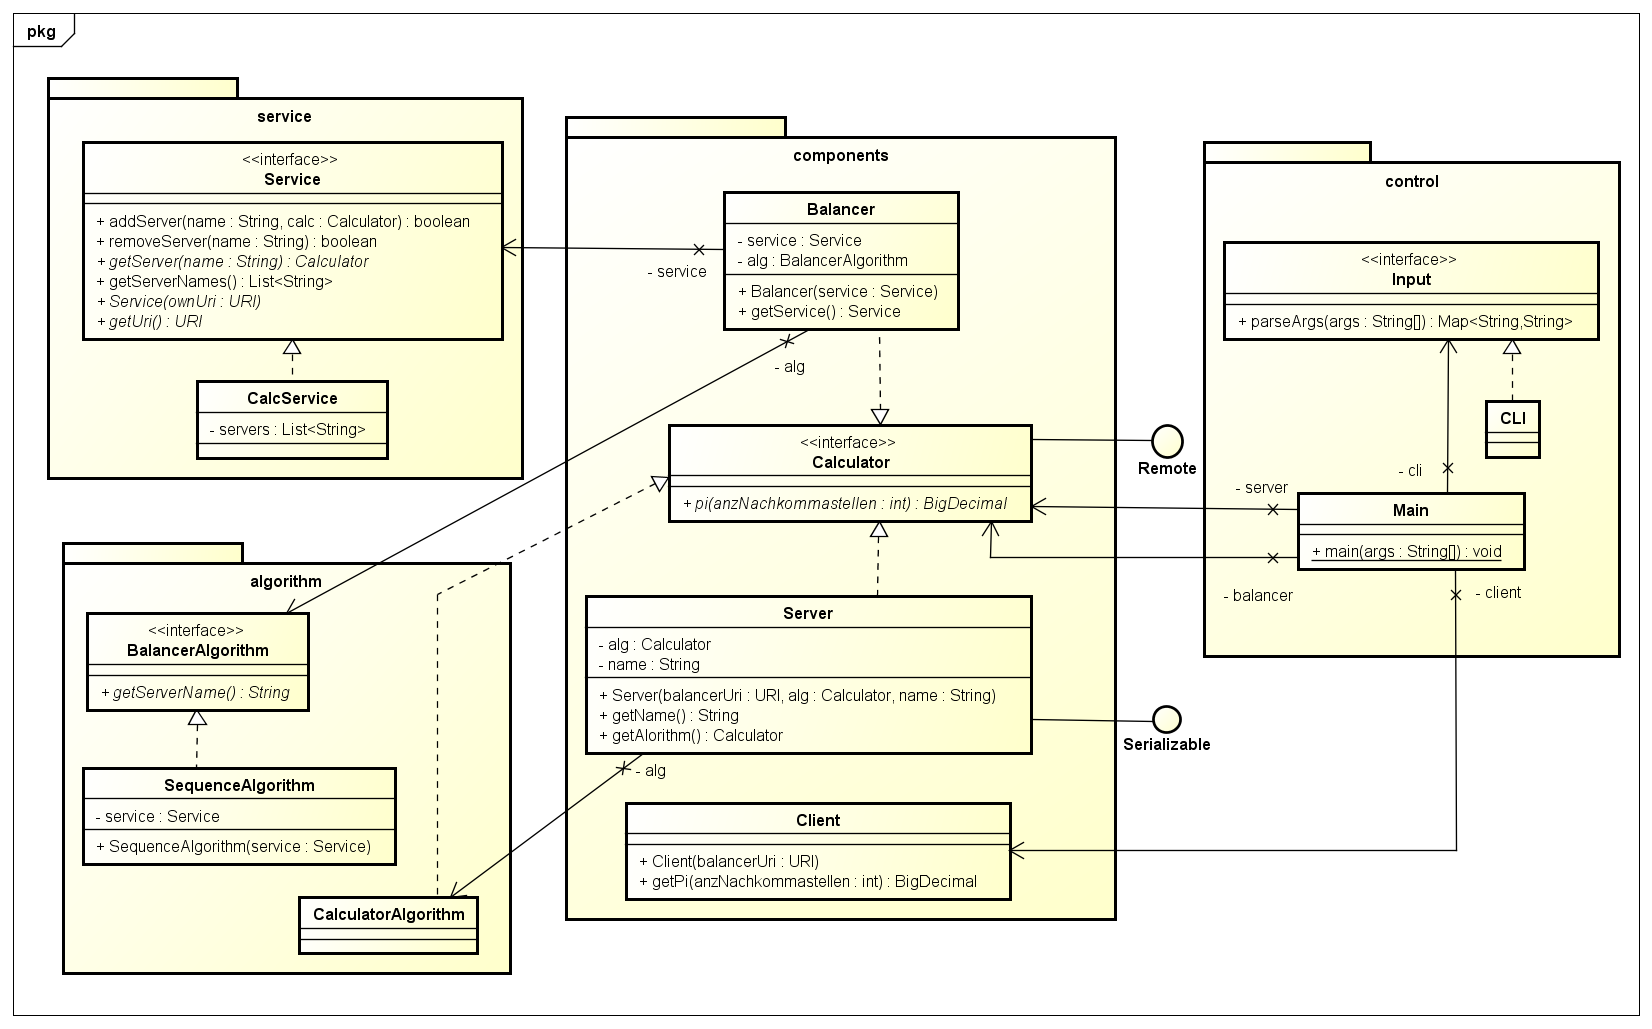 pkg
service
<<interface>>
Service
+ addServer(name : String, calc : Calculator) : boolean
+ removeServer(name : String) : boolean
+ getServer(name : String) : Calculator
+ getServerNames() : List<String>
+ Service(ownUri : URI)
+ getUri() : URI
CalcService
- servers : List<String>
algorithm
<<interface>>
BalancerAlgorithm
+ getServerName() : String
SequenceAlgorithm
- service : Service
+ SequenceAlgorithm(service : Service)
CalculatorAlgorithm
components
Balancer
- service : Service
- alg : BalancerAlgorithm
+ Balancer(service : Service)
+ getService() : Service
- service
- alg
<<interface>>
Calculator
+ pi(anzNachkommastellen : int) : BigDecimal
Server
- alg : Calculator
- name : String
+ Server(balancerUri : URI, alg : Calculator, name : String)
+ getName() : String
+ getAlorithm() : Calculator
- alg
Client
+ Client(balancerUri : URI)
+ getPi(anzNachkommastellen : int) : BigDecimal
Remote
Serializable
control
<<interface>>
Input
+ parseArgs(args : String[]) : Map<String,String>
CLI
- cli
- server
Main
+ main(args : String[]) : void
- balancer
- client